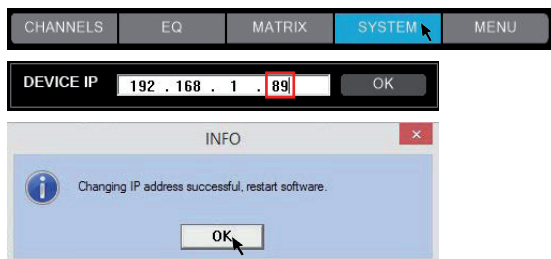 CHANNELS EQ MATRIX SYSTEM MENU
DEVICE IP 192 . 168 . 1 . 89 OK
INFO ×
i Changing IP address successful, restart software.
OK